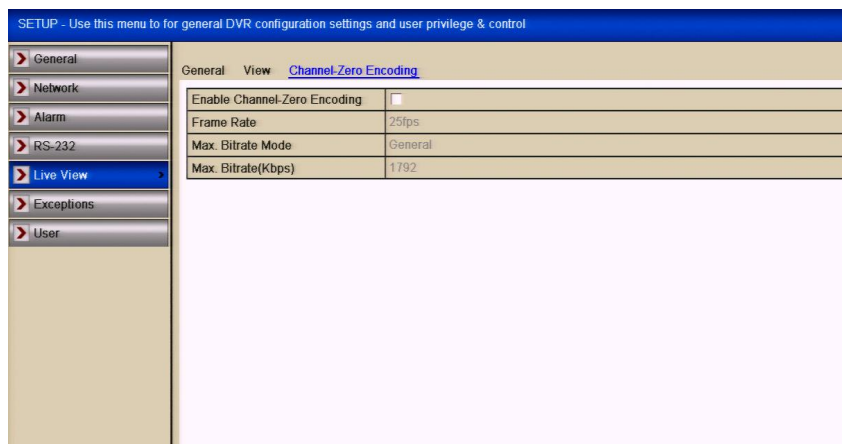 SETUP - Use this menu to for general DVR configuration settings and user privilege & control
General
Network
Alarm
RS-232
Live View
Exceptions
User
General View Channel-Zero Encoding
Enable Channel-Zero Encoding
Frame Rate 25fps
Max. Bitrate Mode General
Max. Bitrate(Kbps) 1792